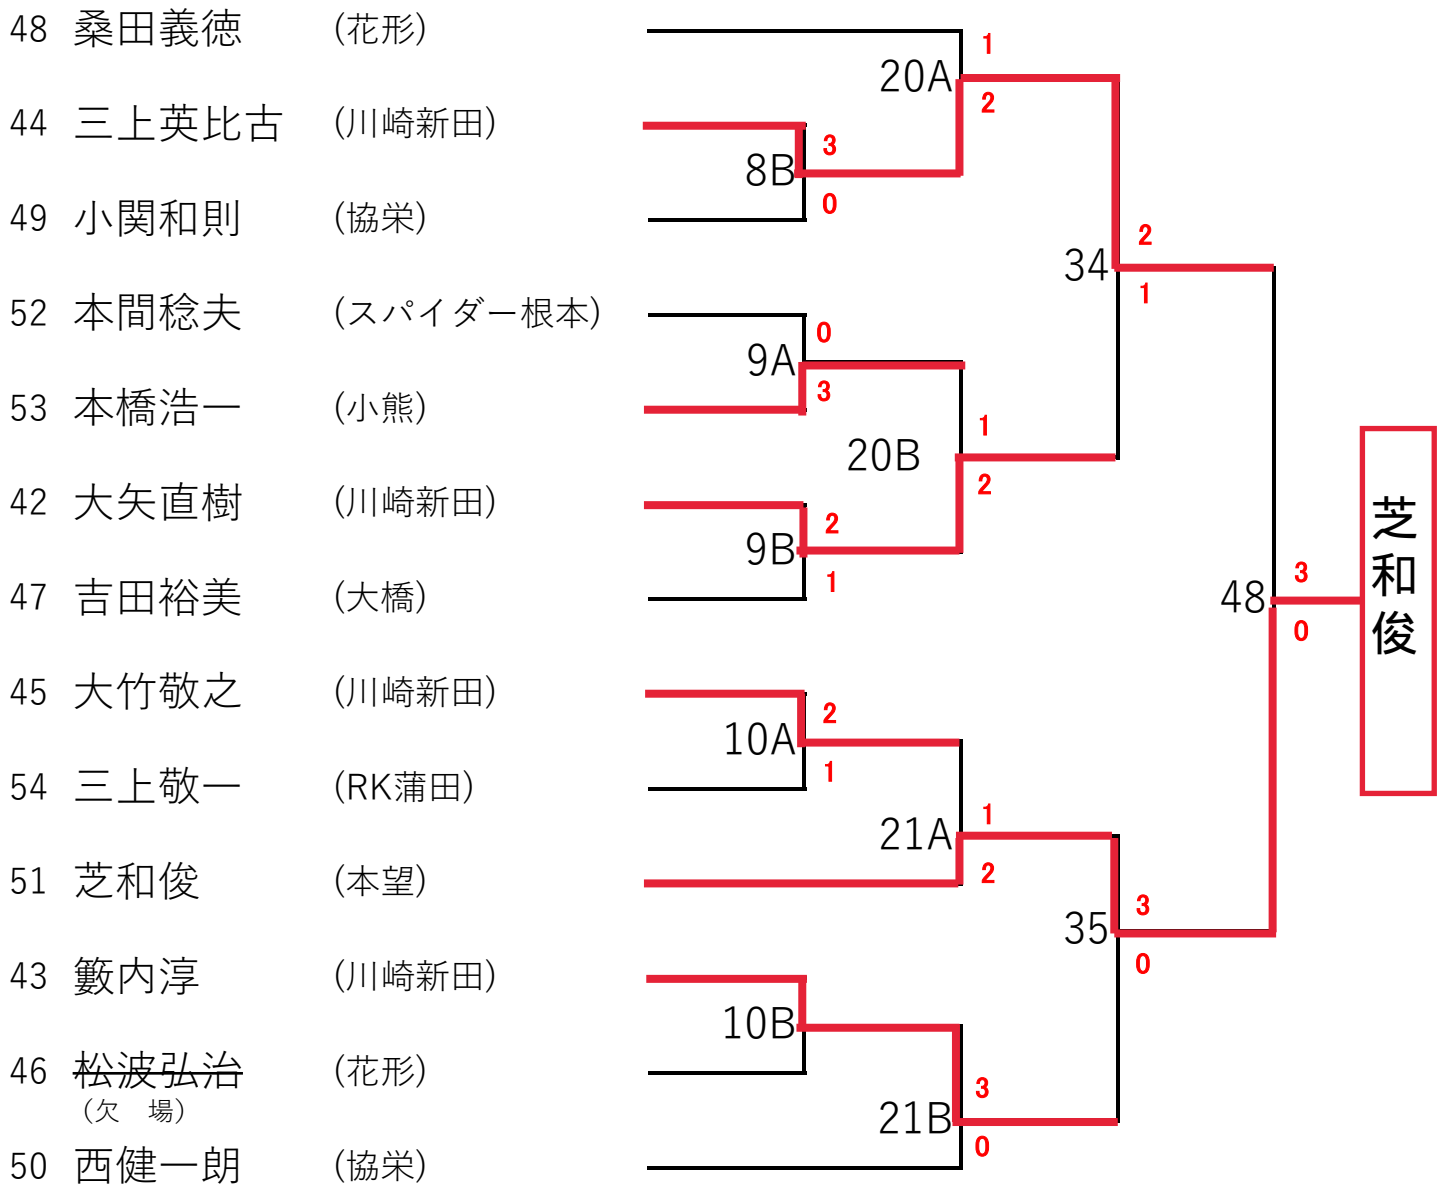 48 桑田義徳 (花形)
1
20A
2
44 三上英比古 (川崎新田)
3
8B
0
49 小関和則 (協栄)
2
34
1
52 本間稔夫 (スパイダー根本)
0
9A
3
53 本橋浩一 (小熊)
1
20B
2
42 大矢直樹 (川崎新田)
2
9B
1
47 吉田裕美 (大橋)
3
48
0
芝和俊
45 大竹敬之 (川崎新田)
2
10A
1
54 三上敬一 (RK蒲田)
1
21A
2
51 芝和俊 (本望)
3
35
0
43 籔内淳 (川崎新田)
10B
46 松波弘治 (花形)
(欠 場)
3
21B
0
50 西健一朗 (協栄)